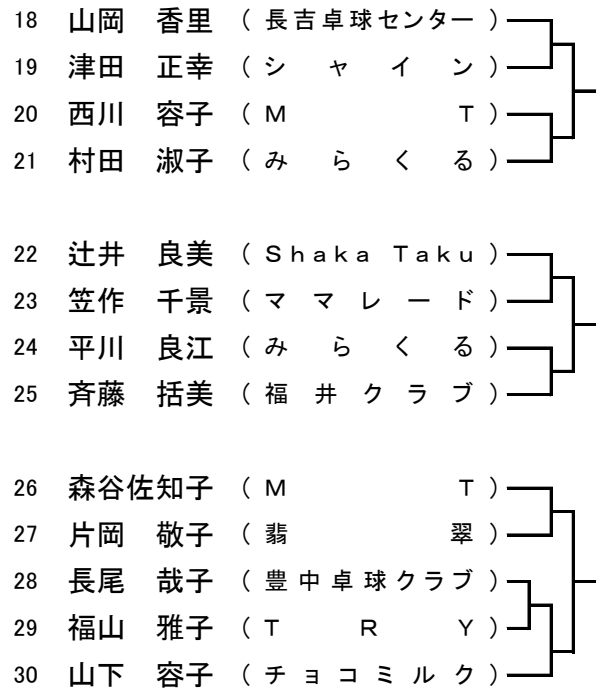 18 山岡 香里 （長吉卓球センター）
19 津田 正幸 （シャイン）
20 西川 容子 （MT）
21 村田 淑子 （みらくる）
22 辻井 良美 （Shaka Taku）
23 笠作 千景 （ママレード）
24 平川 良江 （みらくる）
25 斉藤 括美 （福井クラブ）
26 森谷佐知子 （MT）
27 片岡 敬子 （翡翠）
28 長尾 哉子 （豊中卓球クラブ）
29 福山 雅子 （TRY）
30 山下 容子 （チョコミルク）